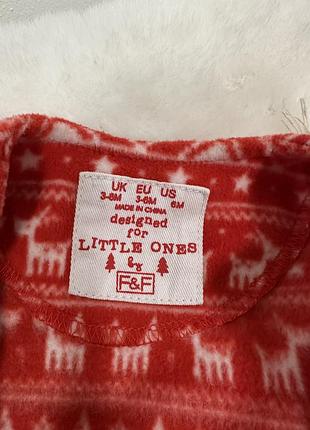 UK EU US
3-6M 3-6M 6M
MADE IN CHINA
designed
for
LITTLE ONES
by
F&F